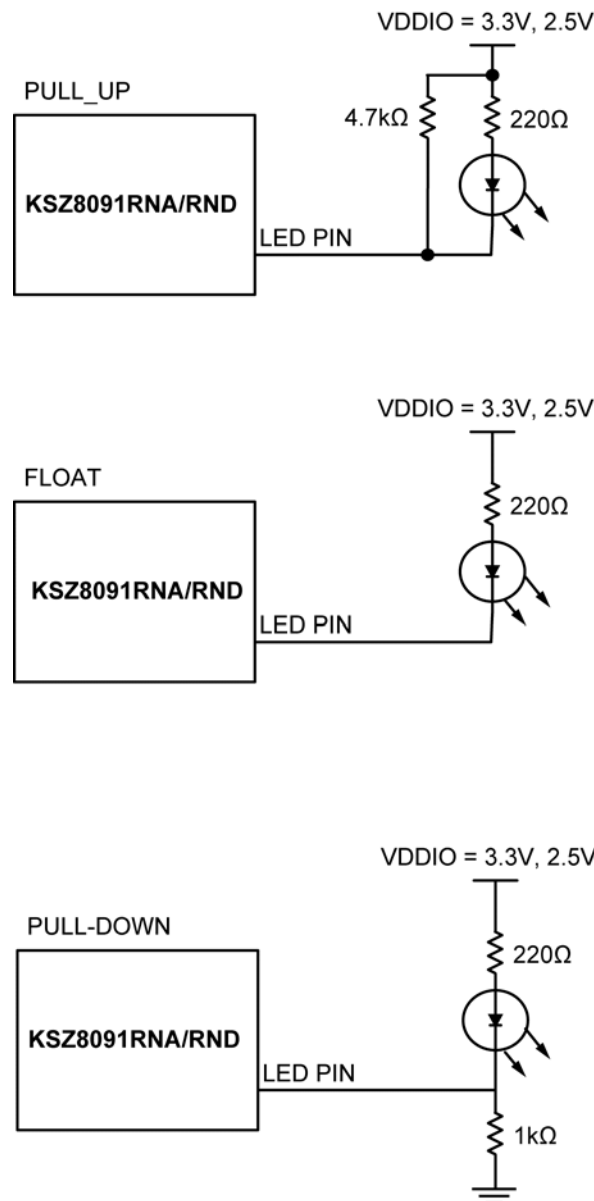 VDDIO = 3.3V, 2.5V
PULL_UP
4.7kΩ
220Ω
KSZ8091RNA/RND
LED PIN
VDDIO = 3.3V, 2.5V
FLOAT
220Ω
KSZ8091RNA/RND
LED PIN
VDDIO = 3.3V, 2.5V
PULL-DOWN
220Ω
KSZ8091RNA/RND
LED PIN
1kΩ